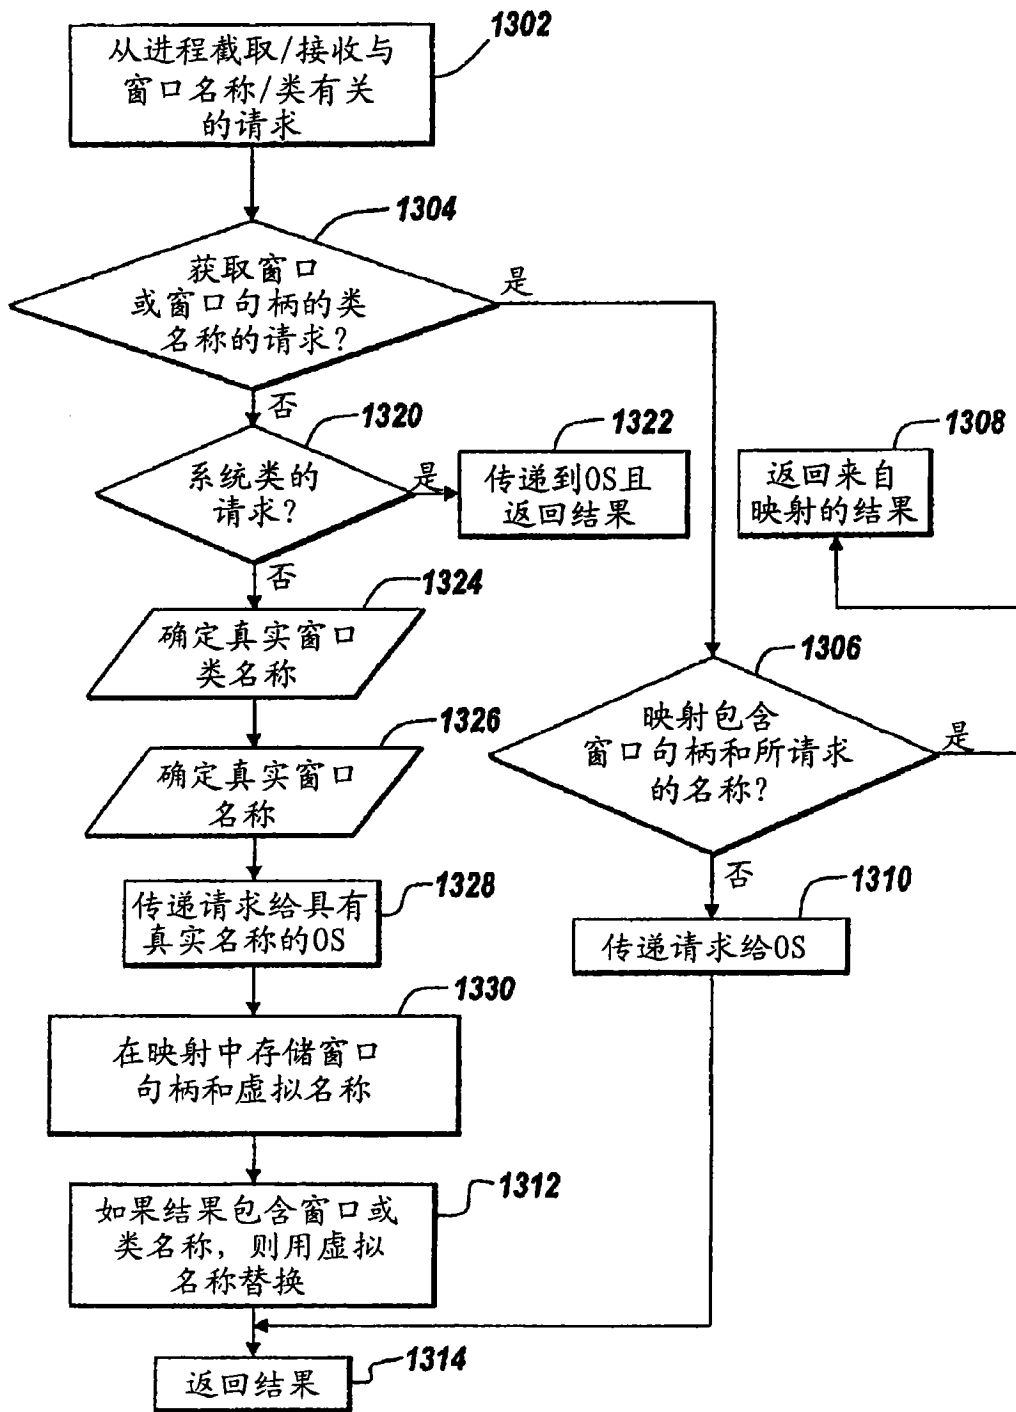 1302
从进程截取/接收与
窗口名称/类有关
的请求
1304
获取窗口
或窗口句柄的类
名称的请求?
是
否
1320
系统类的
请求?
是
1322
传递到OS且
返回结果
1308
返回来自
映射的结果
否
1324
确定真实窗口
类名称
1306
映射包含
窗口句柄和所请求
的名称?
是
否
1326
确定真实窗口
名称
1328
传递请求给具有
真实名称的OS
1310
传递请求给OS
1330
在映射中存储窗口
句柄和虚拟名称
1312
如果结果包含窗口或
类名称,则用虚拟
名称替换
1314
返回结果